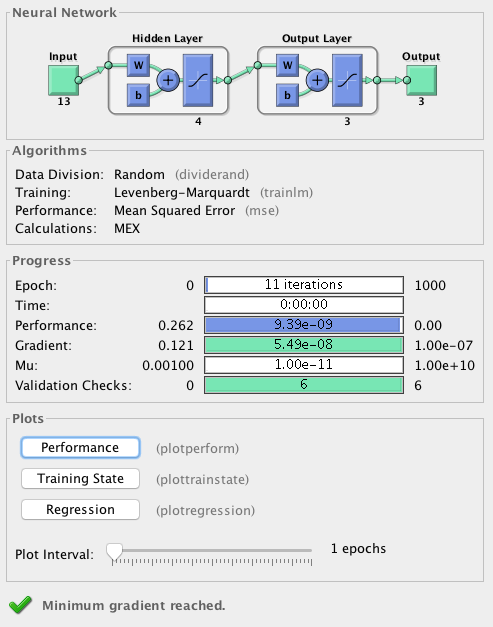 Neural Network
Hidden Layer Output Layer
Input Output
W W
b b
13 4 3 3
Algorithms
Data Division: Random (dividerand)
Training: Levenberg-Marquardt (trainlm)
Performance: Mean Squared Error (mse)
Calculations: MEX
Progress
Epoch: 0 11 iterations 1000
Time: 0:00:00
Performance: 0.262 9.39e-09 0.00
Gradient: 0.121 5.49e-08 1.00e-07
Mu: 0.00100 1.00e-11 1.00e+10
Validation Checks: 0 6 6
Plots
Performance (plotperform)
Training State (plottrainstate)
Regression (plotregression)
Plot Interval: 1 epochs
Minimum gradient reached.